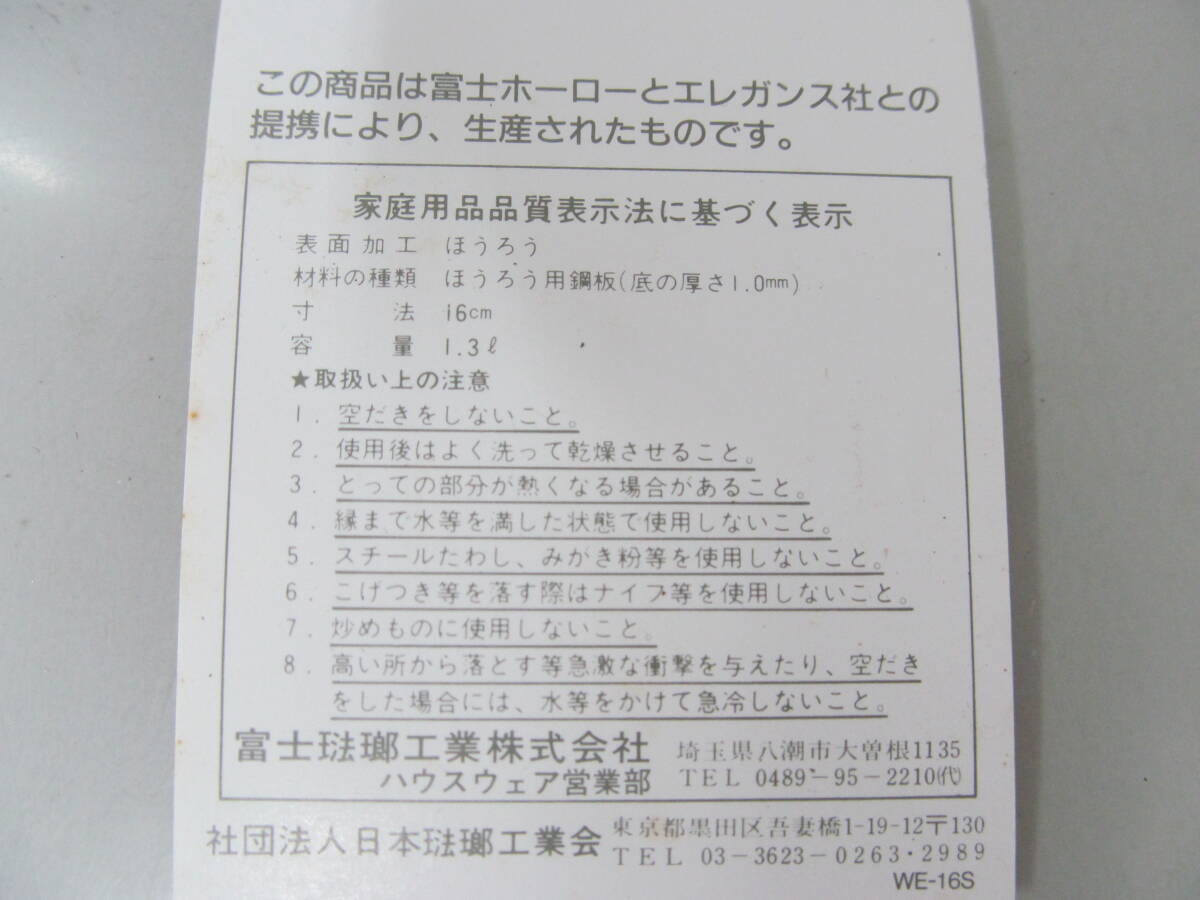 この商品は富士ホーローとエレガンス社との
提携により、生産されたものです。
家庭用品品質表示法に基づく表示
表面加工 ほうろう
材料の種類 ほうろう用鋼板(底の厚さ1.0mm)
寸法 16cm
容量 1.3ℓ
★取扱い上の注意
1. 空だきをしないこと。
2. 使用後はよく洗って乾燥させること。
3. とっての部分が熱くなる場合があること。
4. 縁まで水等を満した状態で使用しないこと。
5. スチールたわし、みがき粉等を使用しないこと。
6. こげつき等を落す際はナイフ等を使用しないこと。
7. 炒めものに使用しないこと。
8. 高い所から落とす等急激な衝撃を与えたり、空だき
をした場合には、水等をかけて急冷しないこと。
富士琺瑯工業株式会社 埼玉県八潮市大曽根1135
ハウスウェア営業部 TEL 0489-95-2210(代)
社団法人日本琺瑯工業会 東京都墨田区吾妻橋1-19-12〒130
TEL 03-3623-0263・2989
WE-16S